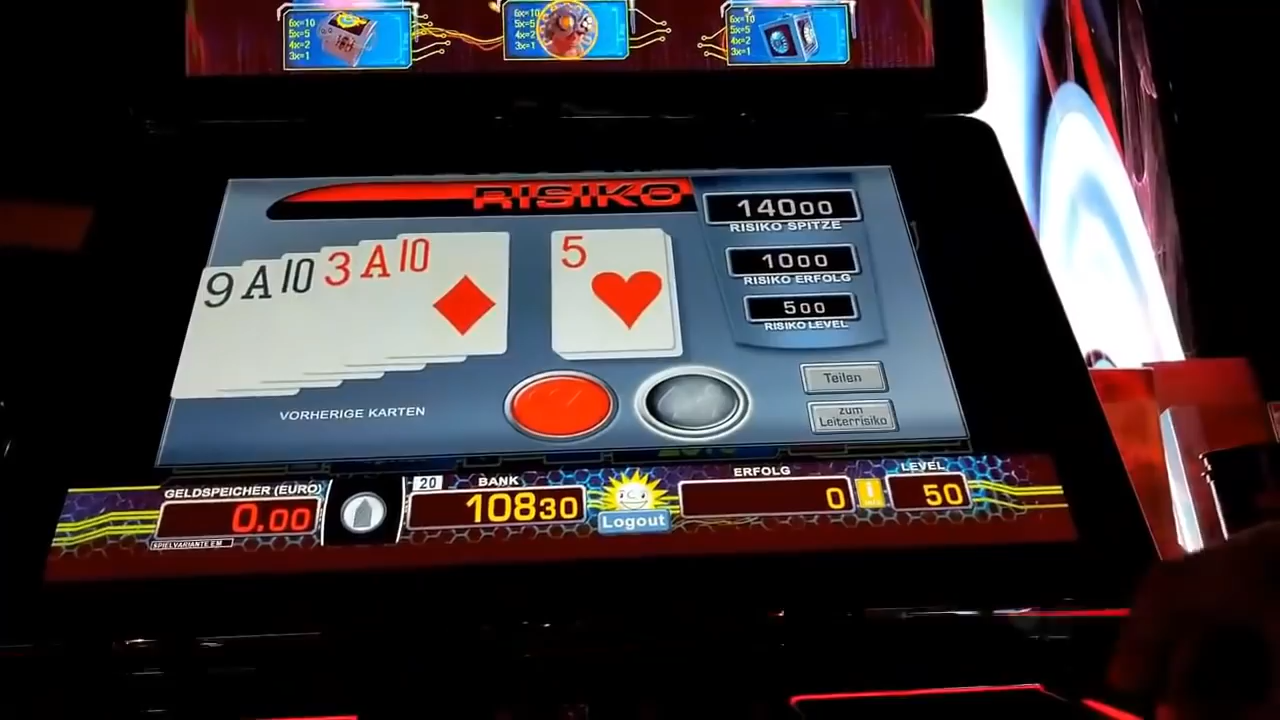 6x=10
5x=5
4x=2
3x=1
6x=10
5x=5
4x=2
3x=1
6x=10
5x=5
4x=2
3x=1
RISIKO
14000
RISIKO SPITZE
1000
RISIKO ERFOLG
500
RISIKO LEVEL
9 A 10 3 A 10
5
Teilen
zum
Leiterrisiko
VORHERIGE KARTEN
GELDSPEICHER (EURO)
0.00
SPIELVARIANTE EM
20
BANK
10830
Logout
ERFOLG
0
i
LEVEL
50